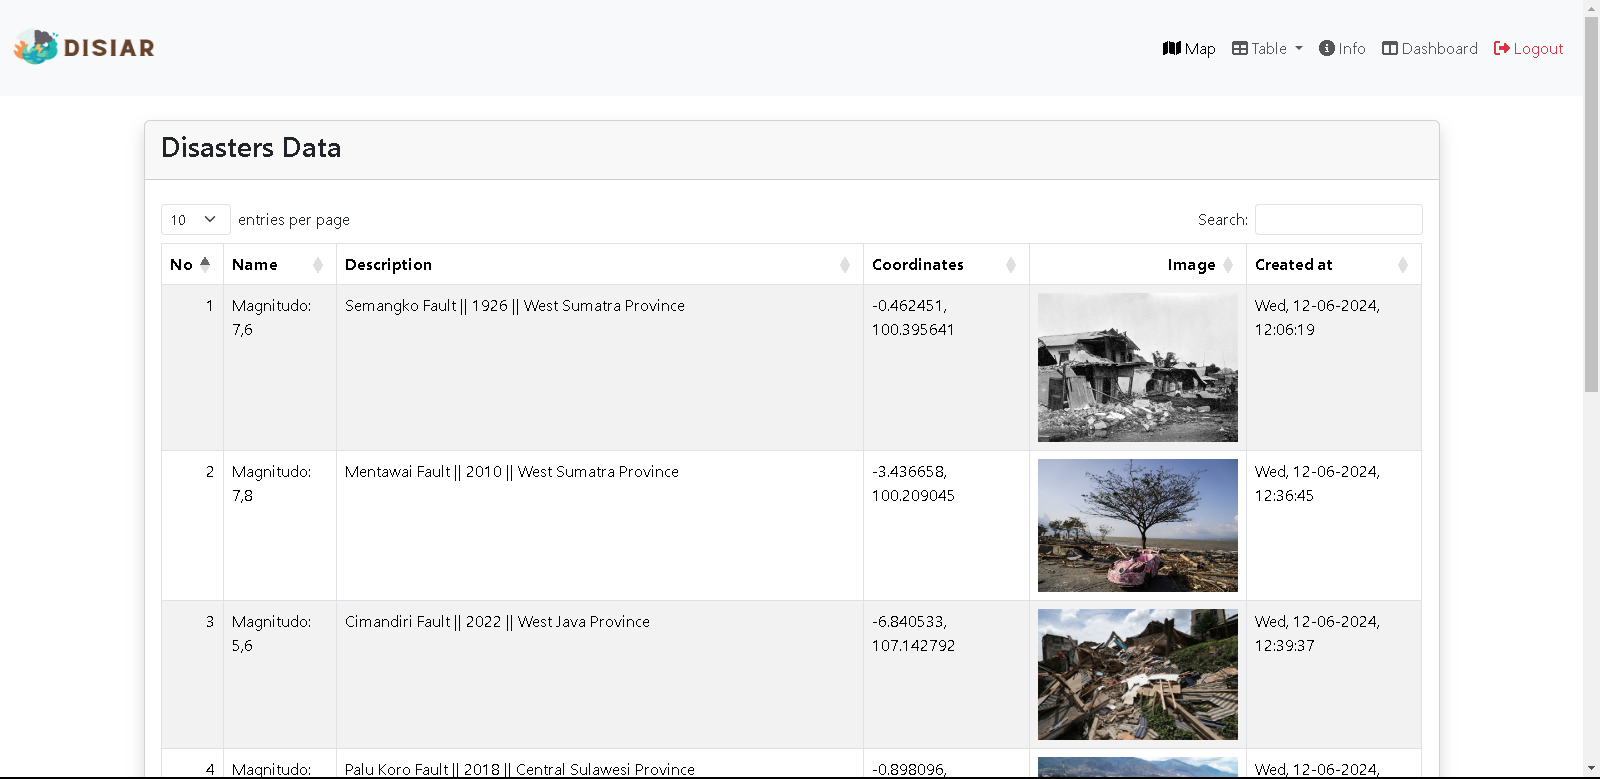 DISIAR
Map Table Info Dashboard Logout
Disasters Data
10 entries per page Search:
No Name Description Coordinates Image Created at
1 Magnitudo: Semangko Fault || 1926 || West Sumatra Province -0.462451, Wed, 12-06-2024,
7,6 100.395641 12:06:19
2 Magnitudo: Mentawai Fault || 2010 || West Sumatra Province -3.436658, Wed, 12-06-2024,
7,8 100.209045 12:36:45
3 Magnitudo: Cimandiri Fault || 2022 || West Java Province -6.840533, Wed, 12-06-2024,
5,6 107.142792 12:39:37
4 Magnitudo: Palu Koro Fault || 2018 || Central Sulawesi Province -0.898096, Wed, 12-06-2024,